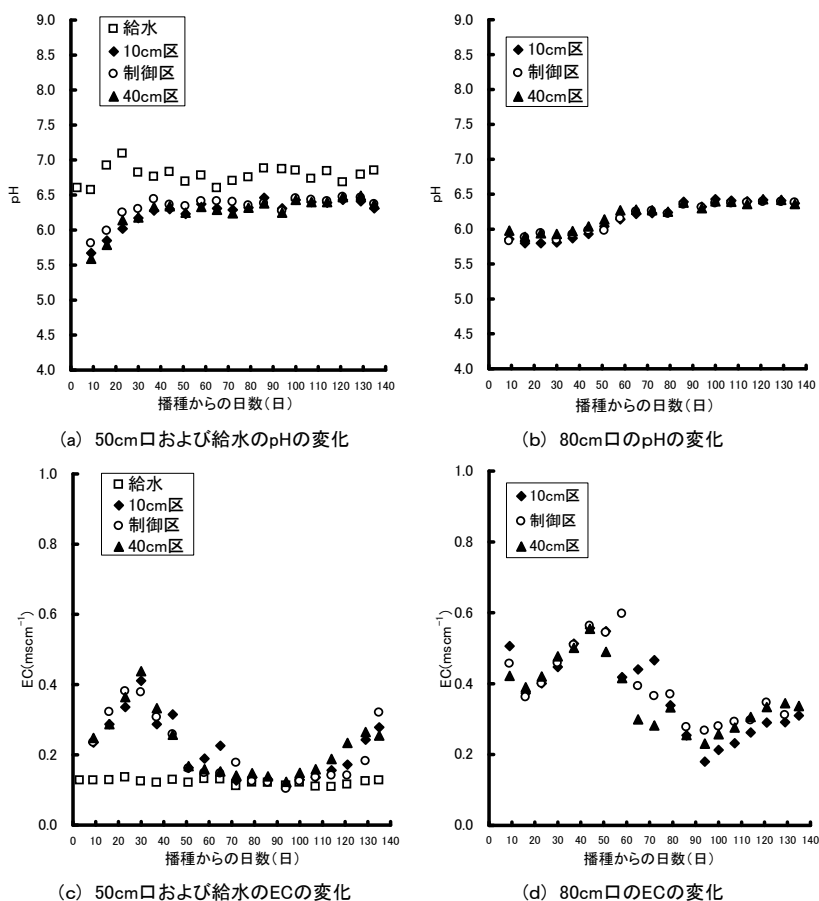 9.0
8.5
8.0
7.5
7.0
6.5
6.0
5.5
5.0
4.5
4.0
pH
給水
10cm区
制御区
40cm区
0 10 20 30 40 50 60 70 80 90 100 110 120 130 140
播種からの日数(日)
(a) 50cm口および給水のpHの変化
9.0
8.5
8.0
7.5
7.0
6.5
6.0
5.5
5.0
4.5
4.0
pH
10cm区
制御区
40cm区
0 10 20 30 40 50 60 70 80 90 100 110 120 130 140
播種からの日数(日)
(b) 80cm口のpHの変化
1.0
0.8
0.6
0.4
0.2
0.0
EC(mscm⁻¹)
給水
10cm区
制御区
40cm区
0 10 20 30 40 50 60 70 80 90 100 110 120 130 140
播種からの日数(日)
(c) 50cm口および給水のECの変化
1.0
0.8
0.6
0.4
0.2
0.0
EC(mscm⁻¹)
10cm区
制御区
40cm区
0 10 20 30 40 50 60 70 80 90 100 110 120 130 140
播種からの日数(日)
(d) 80cm口のECの変化